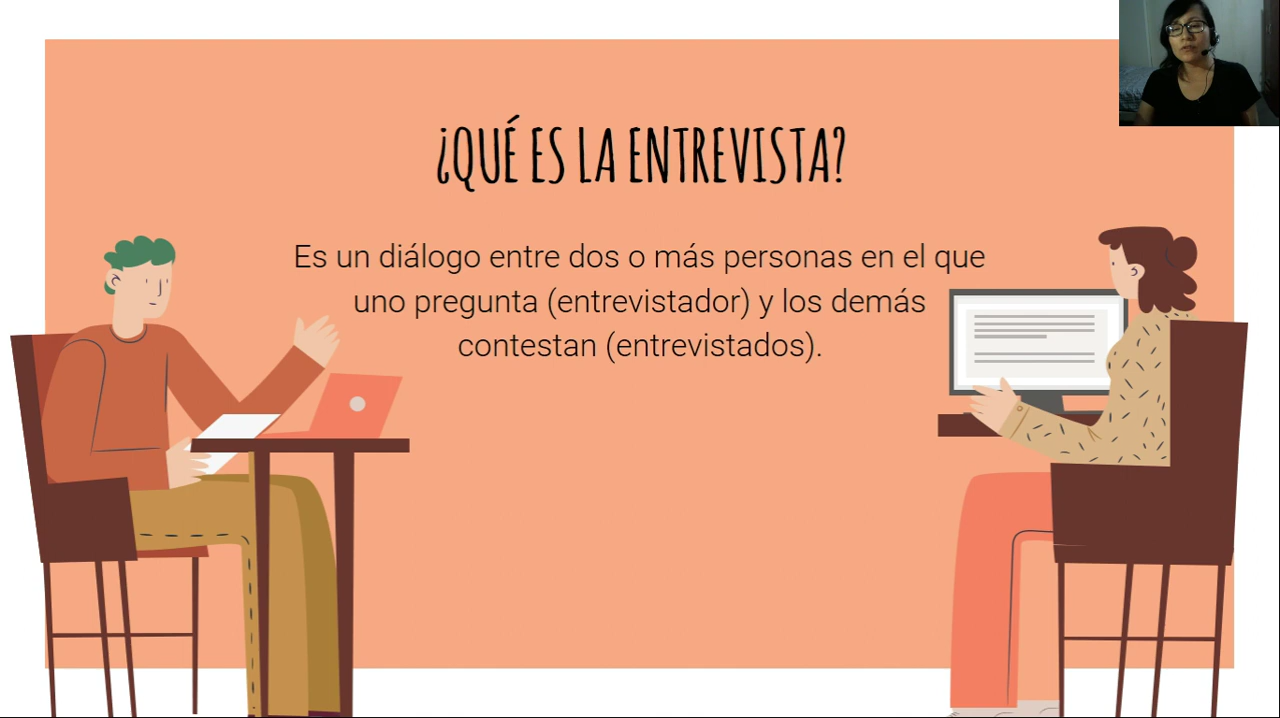 ¿QUÉ ES LA ENTREVISTA?
Es un diálogo entre dos o más personas en el que
uno pregunta (entrevistador) y los demás
contestan (entrevistados).